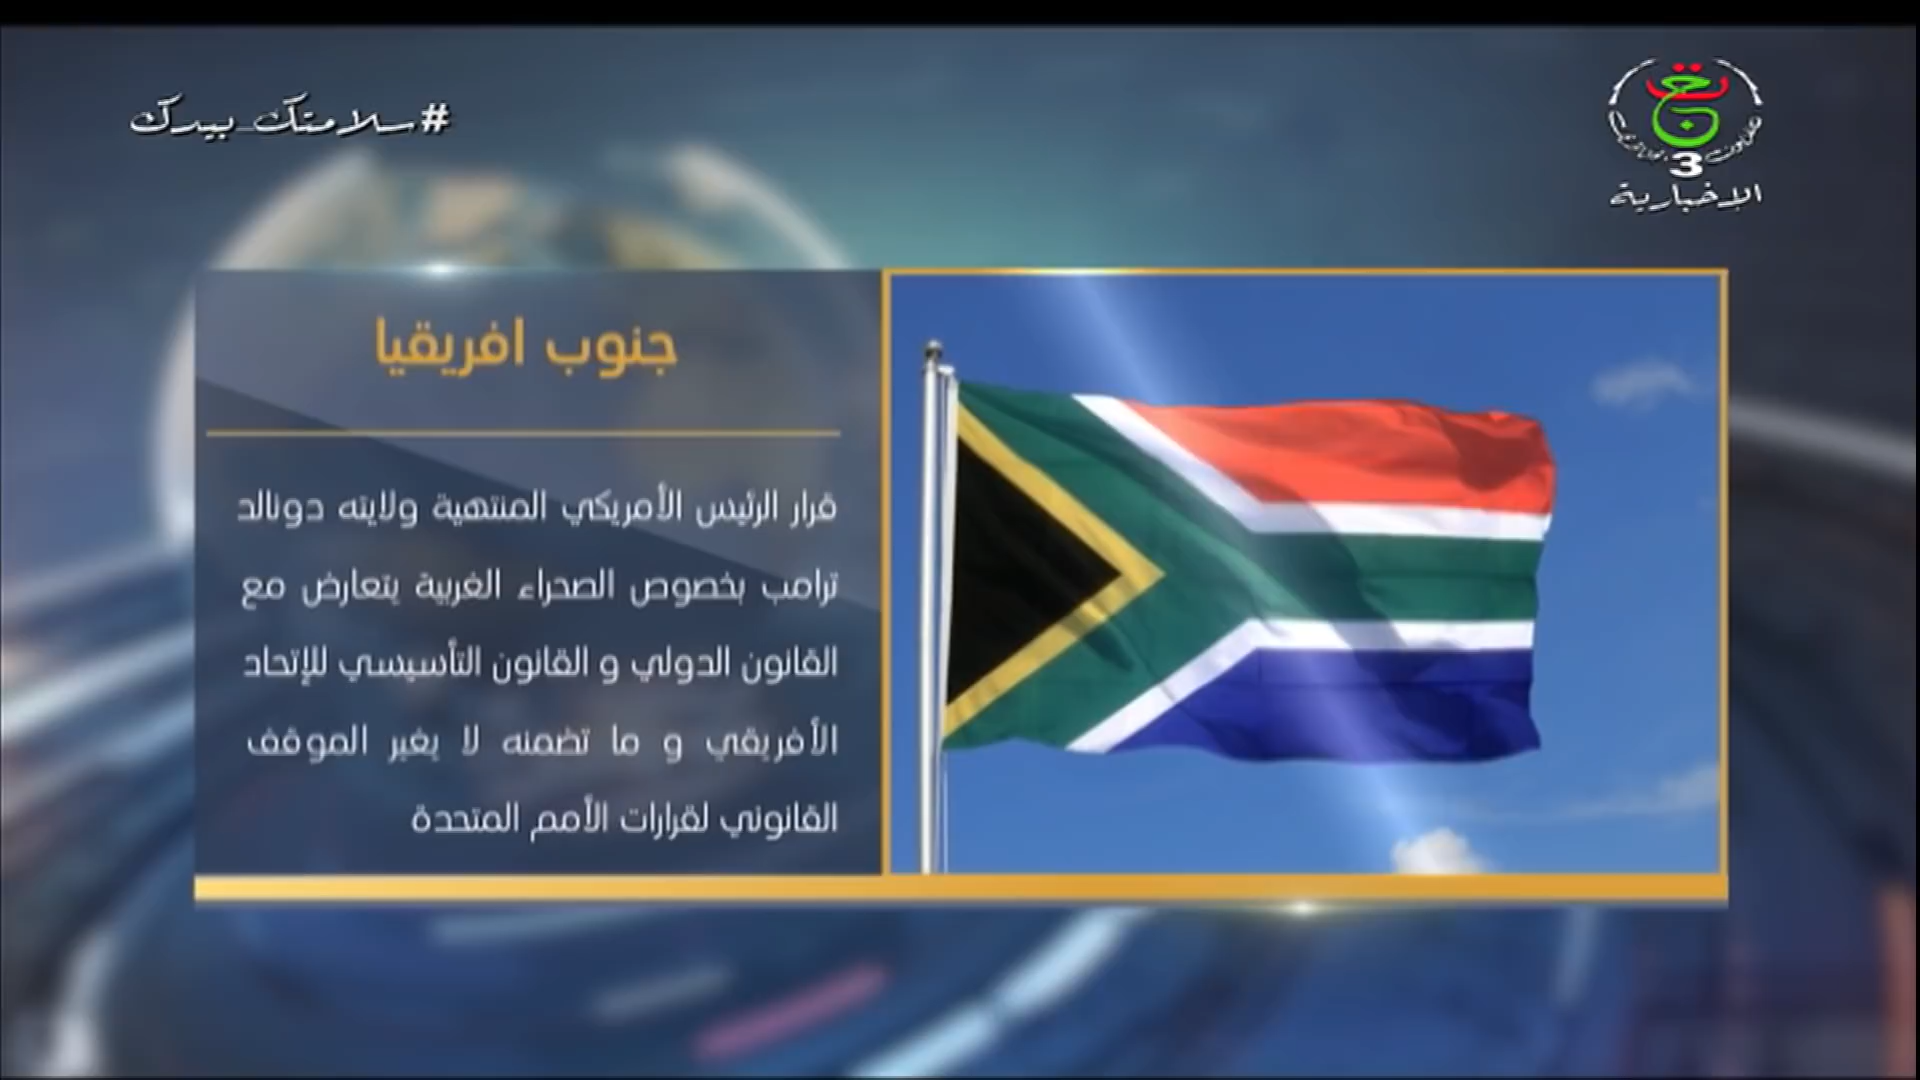 #سلامتك_بيدك
3
الإخبارية
جنوب افريقيا
قرار الرئيس الأمريكي المنتهية ولايته دونالد
ترامب بخصوص الصحراء الغربية يتعارض مع
القانون الدولي و القانون التأسيسي للإتحاد
الأفريقي و ما تضمنه لا يغير الموقف
القانوني لقرارات الأمم المتحدة